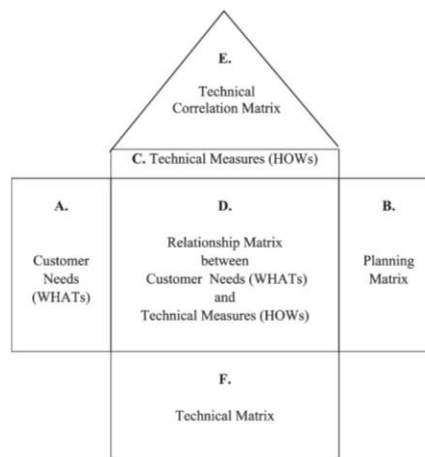 E.
Technical
Correlation Matrix
C. Technical Measures (HOWs)
A.
Customer
Needs
(WHATs)
D.
Relationship Matrix
between
Customer Needs (WHATs)
and
Technical Measures (HOWs)
B.
Planning
Matrix
F.
Technical Matrix